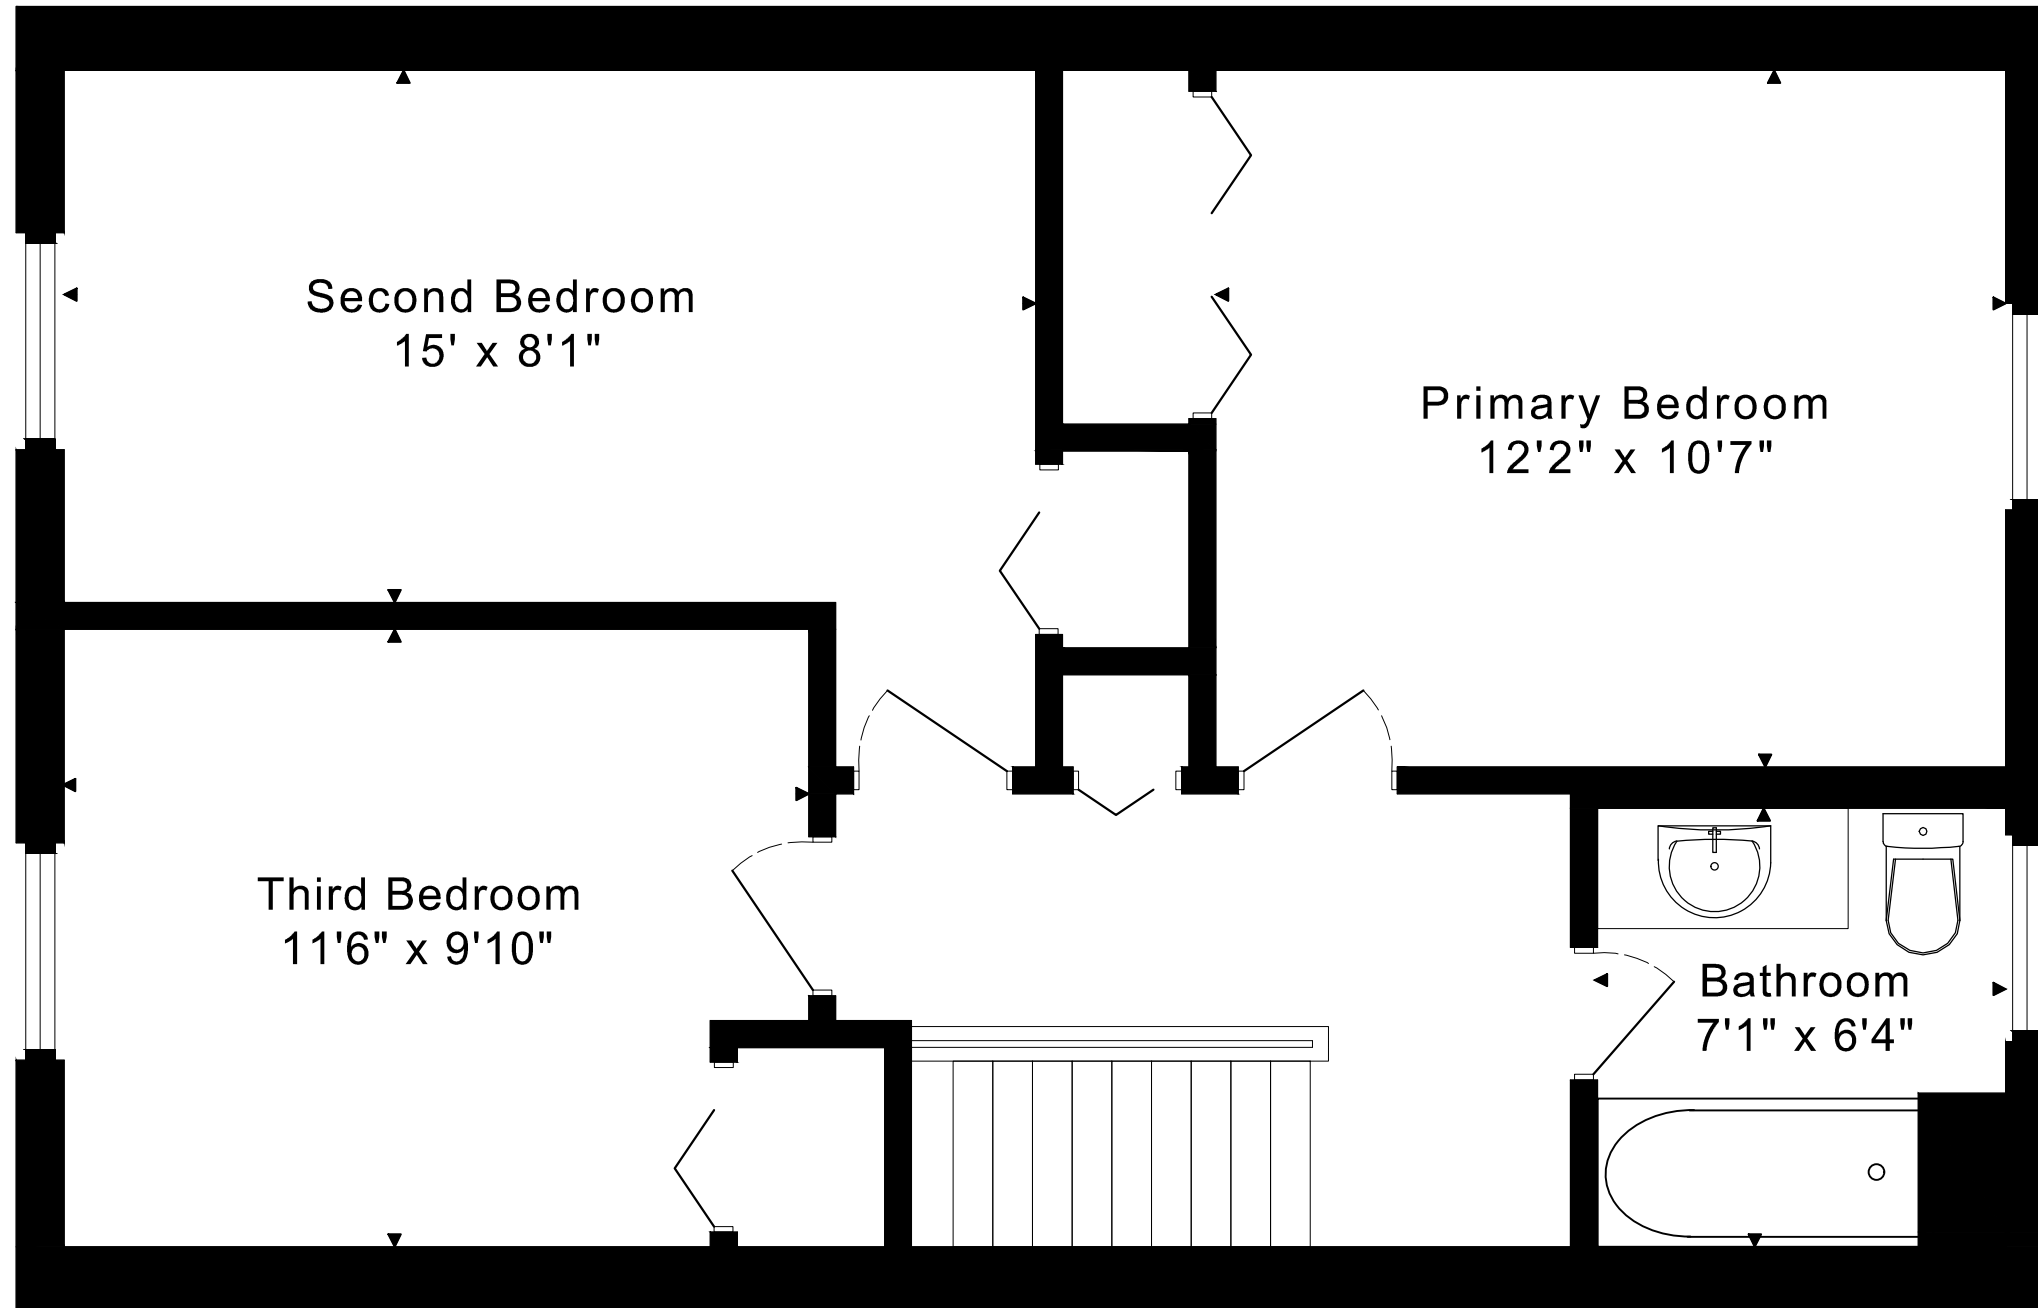 Second Bedroom
15' x 8'1"
Primary Bedroom
12'2" x 10'7"
Third Bedroom
11'6" x 9'10"
Bathroom
7'1" x 6'4"